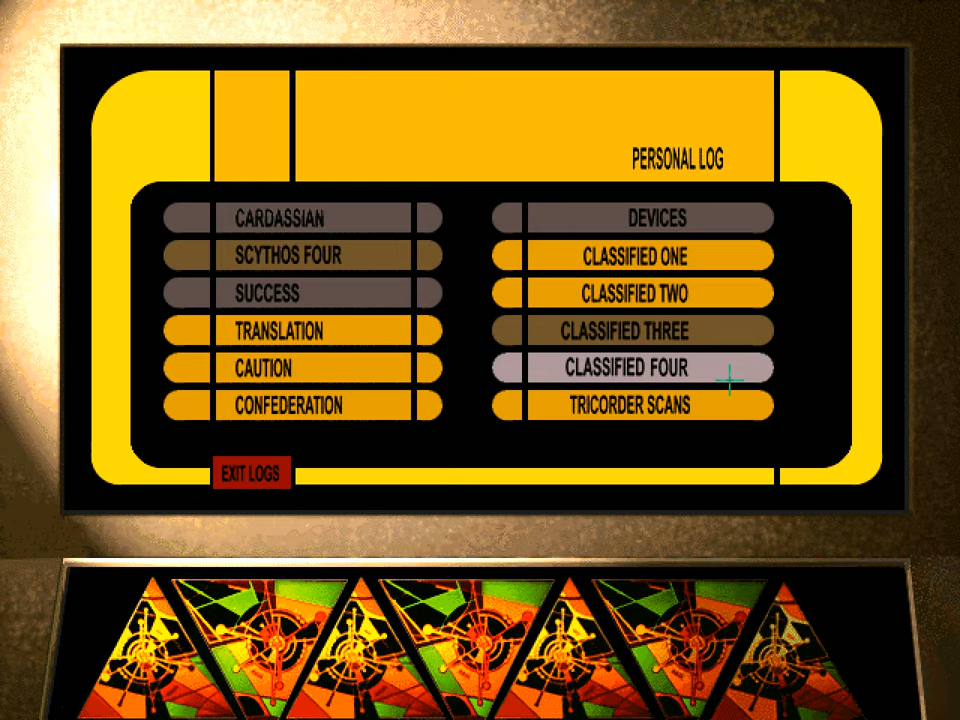 PERSONAL LOG
CARDASSIAN
SCYTHOS FOUR
SUCCESS
TRANSLATION
CAUTION
CONFEDERATION
DEVICES
CLASSIFIED ONE
CLASSIFIED TWO
CLASSIFIED THREE
CLASSIFIED FOUR
TRICORDER SCANS
EXIT LOGS